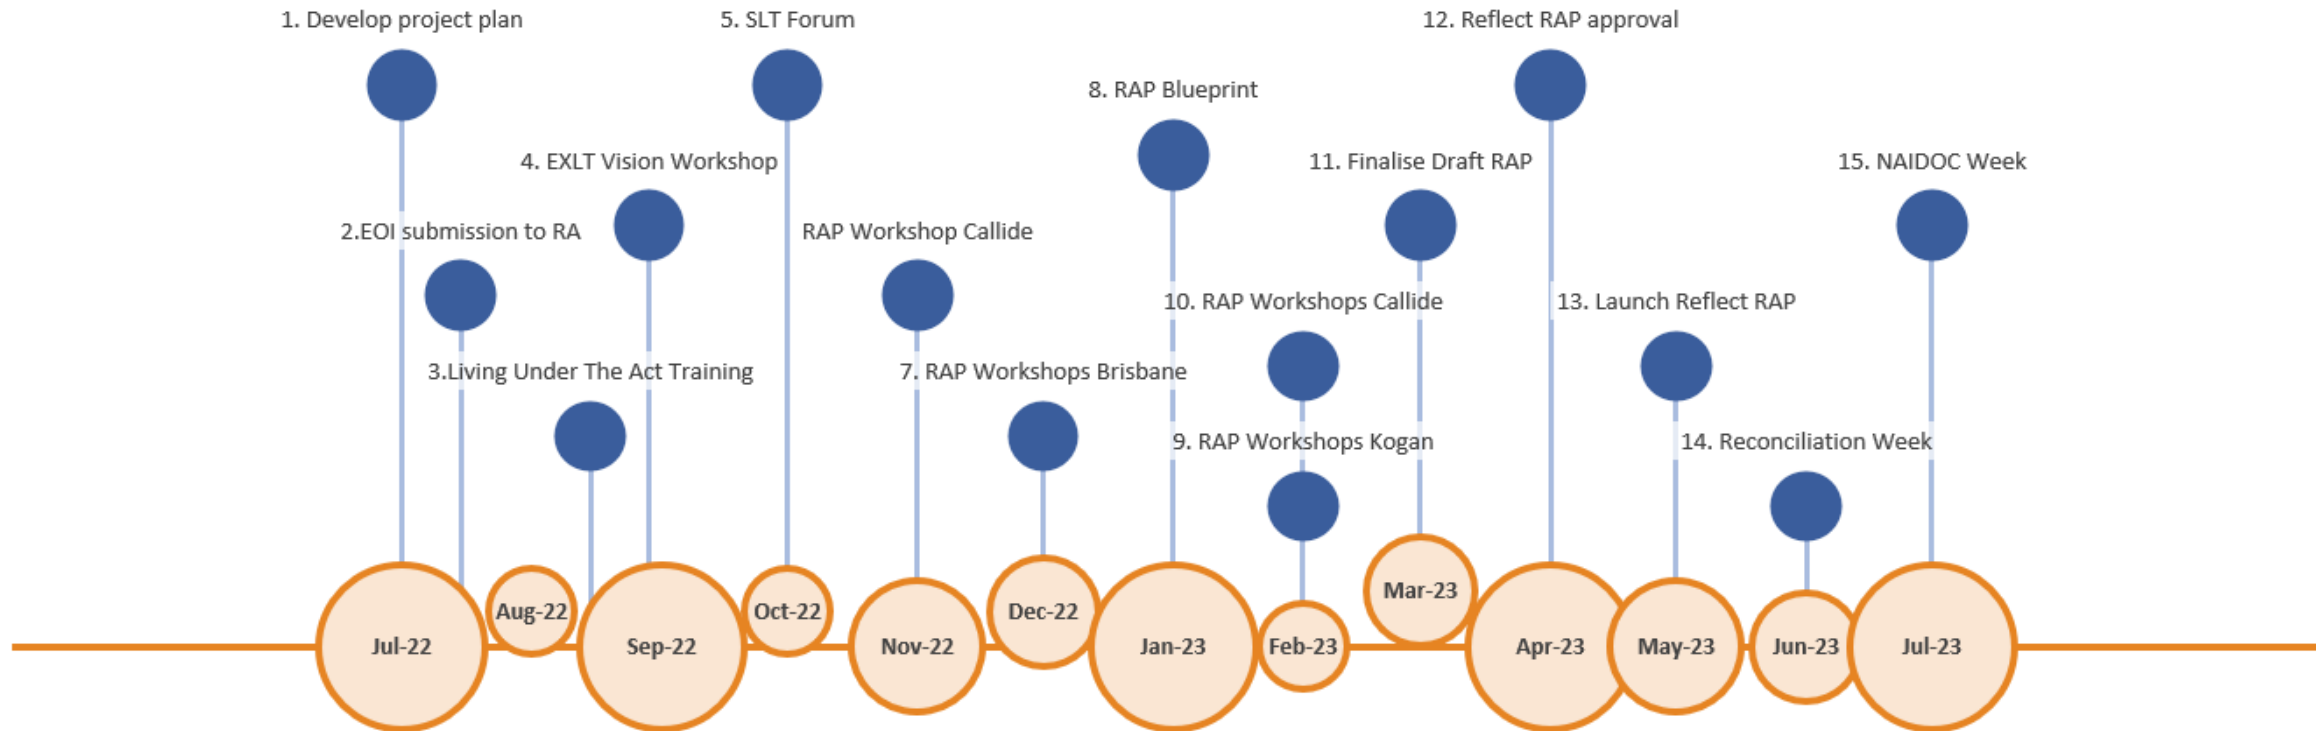 1. Develop project plan
5. SLT Forum
12. Reflect RAP approval
8. RAP Blueprint
4. EXLT Vision Workshop
11. Finalise Draft RAP
15. NAIDOC Week
2.EOI submission to RA
RAP Workshop Callide
10. RAP Workshops Callide
13. Launch Reflect RAP
3.Living Under The Act Training
7. RAP Workshops Brisbane
9. RAP Workshops Kogan
14. Reconciliation Week
Jul-22
Aug-22
Sep-22
Oct-22
Nov-22
Dec-22
Jan-23
Feb-23
Mar-23
Apr-23
May-23
Jun-23
Jul-23